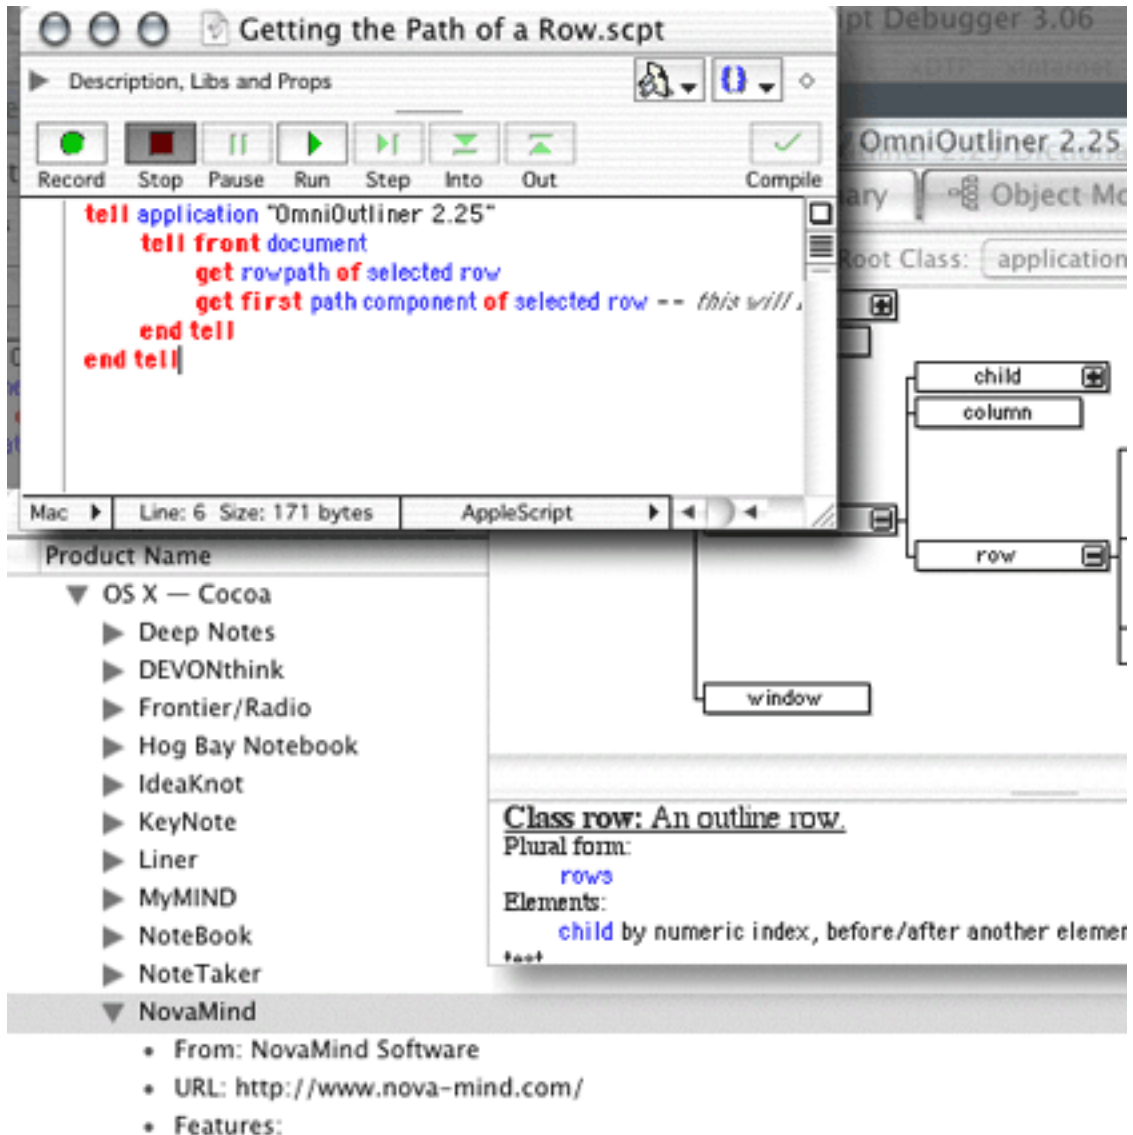 Getting the Path of a Row.scpt
Description, Libs and Props
Record Stop Pause Run Step Into Out Compile
tell application "OmniOutliner 2.25"
tell front document
get rowpath of selected row
get first path component of selected row -- this will
end tell
end tell
Mac Line: 6 Size: 171 bytes AppleScript
pt Debugger 3.06
xDTP xInternet
OmniOutliner 2.25
ary Object Mo
Root Class: application
child
column
row
window
Class row: An outline row.
Plural form:
rows
Elements:
child by numeric index, before/after another elemen
Product Name
OS X — Cocoa
Deep Notes
DEVONthink
Frontier/Radio
Hog Bay Notebook
IdeaKnot
KeyNote
Liner
MyMIND
NoteBook
NoteTaker
NovaMind
• From: NovaMind Software
• URL: http://www.nova-mind.com/
• Features: